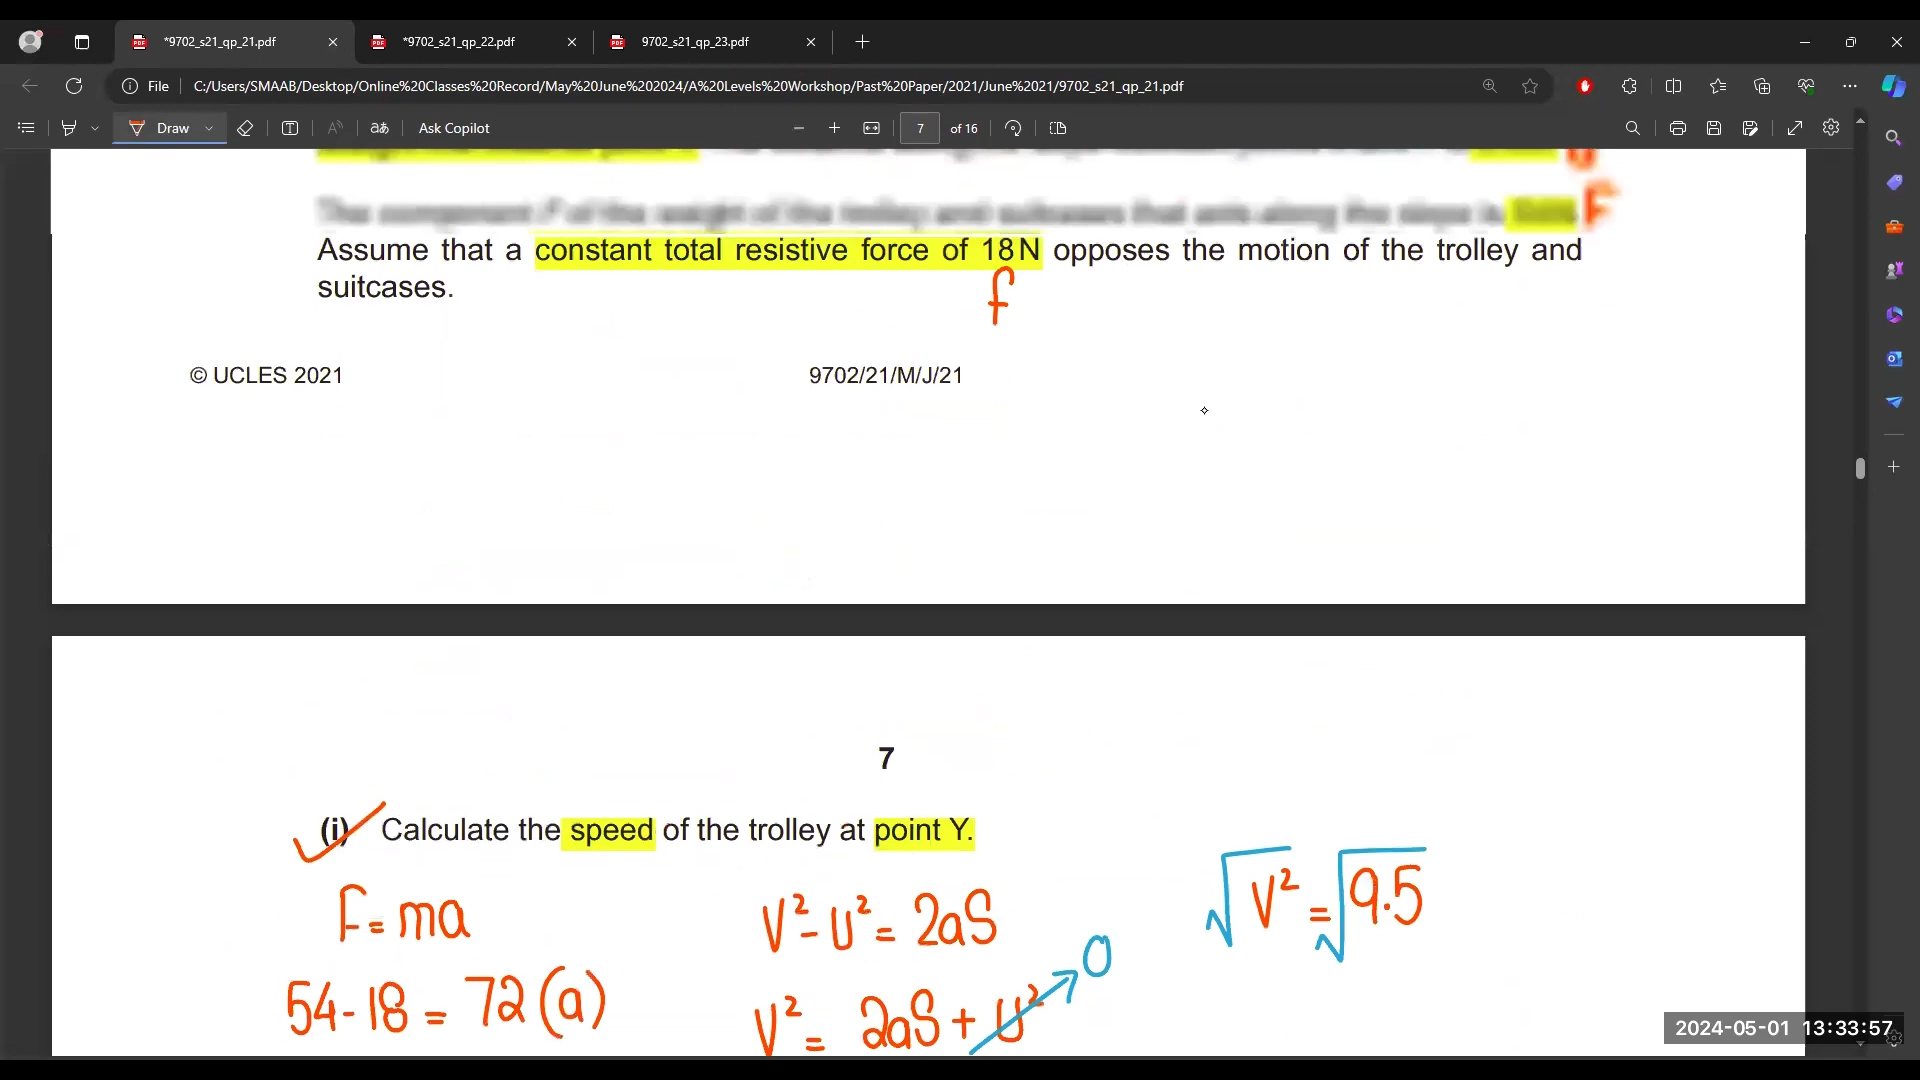 *9702_s21_qp_21.pdf
*9702_s21_qp_22.pdf
9702_s21_qp_23.pdf
File
C:/Users/SMAAB/Desktop/Online%20Classes%20Record/May%20June%202024/A%20Levels%20Workshop/Past%20Paper/2021/June%2021/9702_s21_qp_21.pdf
Draw
Ask Copilot
7
of 16
F
Assume that a constant total resistive force of 18 N opposes the motion of the trolley and
suitcases.
f
© UCLES 2021
9702/21/M/J/21
7
(i) Calculate the speed of the trolley at point Y.
F = ma
54 - 18 = 72 (a)
V² - U² = 2aS
V² = 2aS + U²
0
√V² = √9.5
2024-05-01 13:33:57